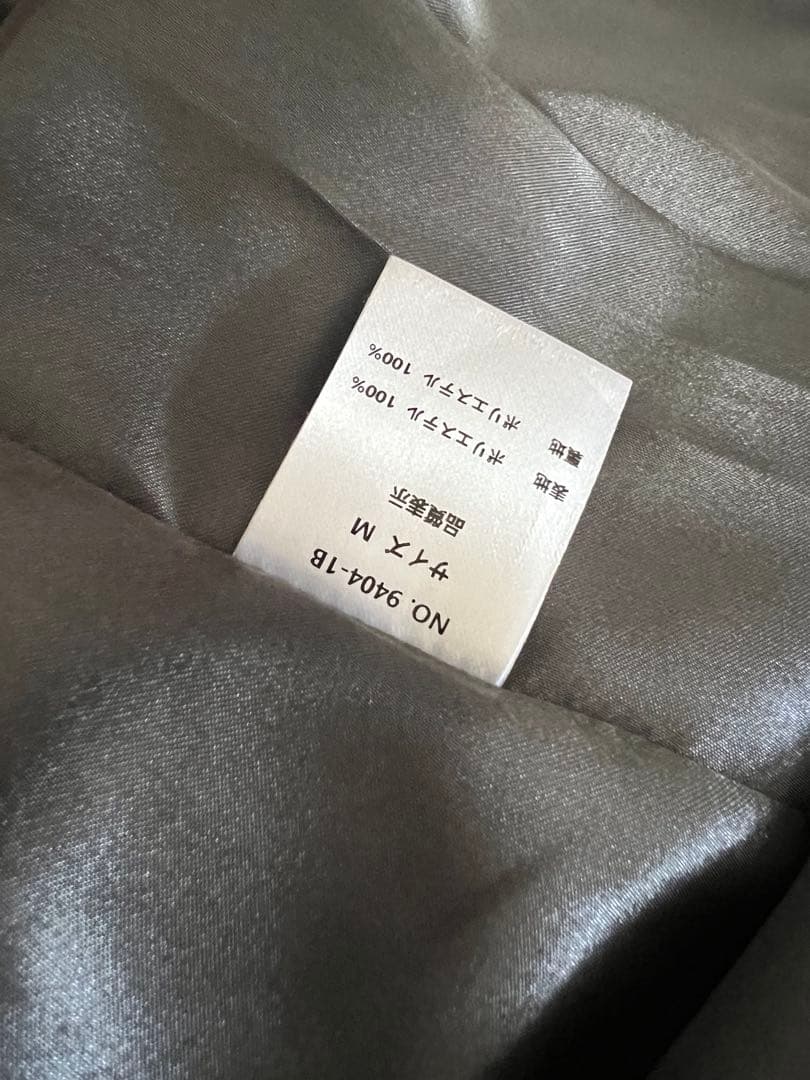 NO. 9404-1B
サイズ M
品質表示
表地 ポリエステル 100%
裏地 ポリエステル 100%